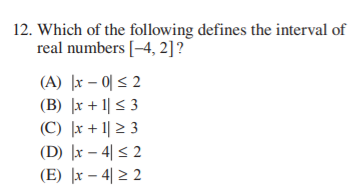 12. Which of the following defines the interval of
real numbers [−4, 2]?
(A) |x − 0| ≤ 2
(B) |x + 1| ≤ 3
(C) |x + 1| ≥ 3
(D) |x − 4| ≤ 2
(E) |x − 4| ≥ 2